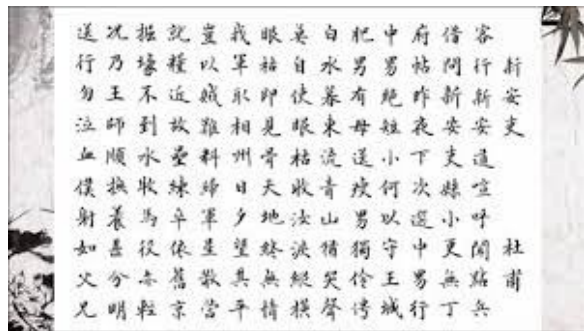 新安吏 杜甫
客行新安道喧呼聞點兵
借問新安吏縣小更無丁
府帖昨夜下次選中男行
中男絕短小何以守王城
肥男有母送瘦男獨伶俜
白水暮東流青山猶哭聲
莫自使眼枯收汝淚縱橫
眼枯即見骨天地終無情
我軍取相州日夕望其平
豈以賊難料歸軍星散營
就糧近故壘練卒依舊京
掘壕不到水牧馬役亦輕
況乃王師順撫養甚分明
送行勿泣血僕射如父兄